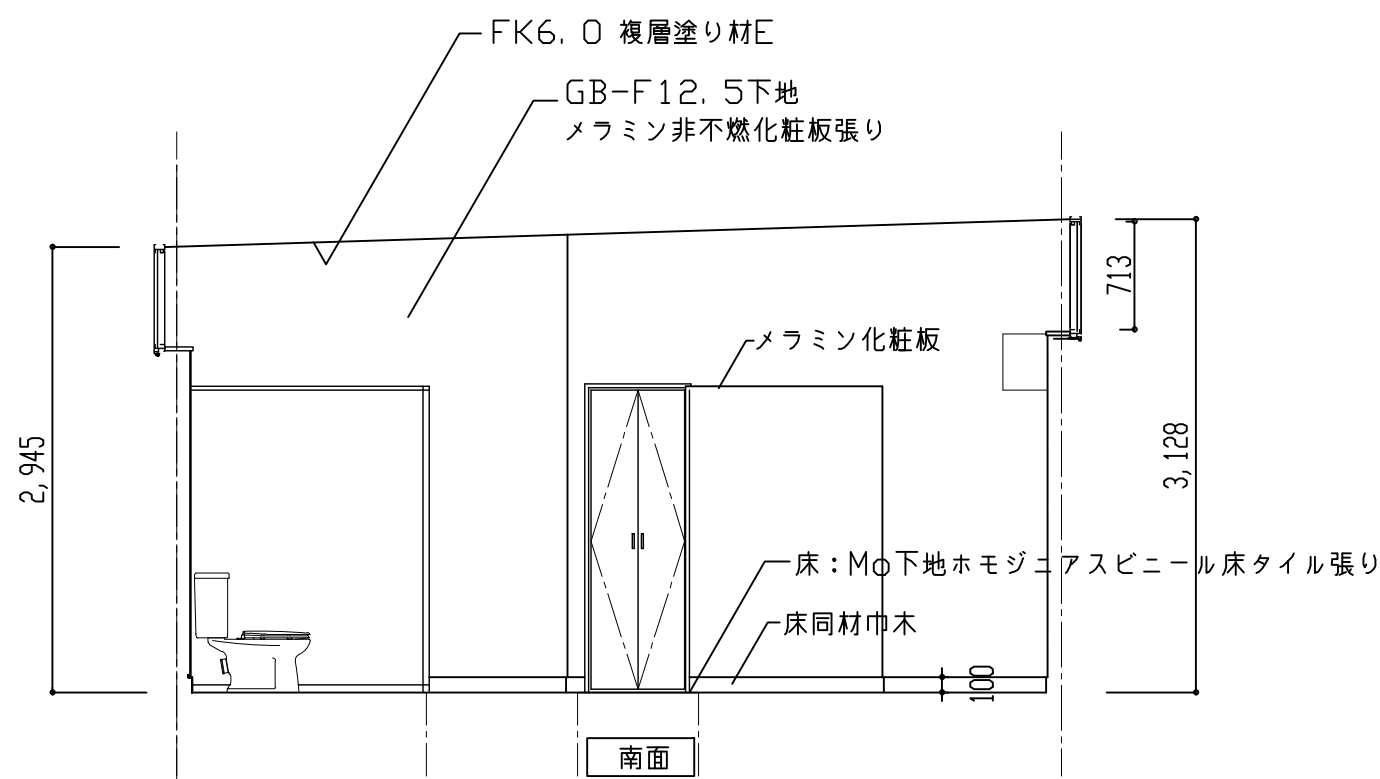 FK6.0 複層塗り材E
GB-F12.5下地
メラミン非不燃化粧板張り
713
メラミン化粧板
2,945
3,128
床:Mo下地ホモジニアスビニール床タイル張り
床同材巾木
100
南面